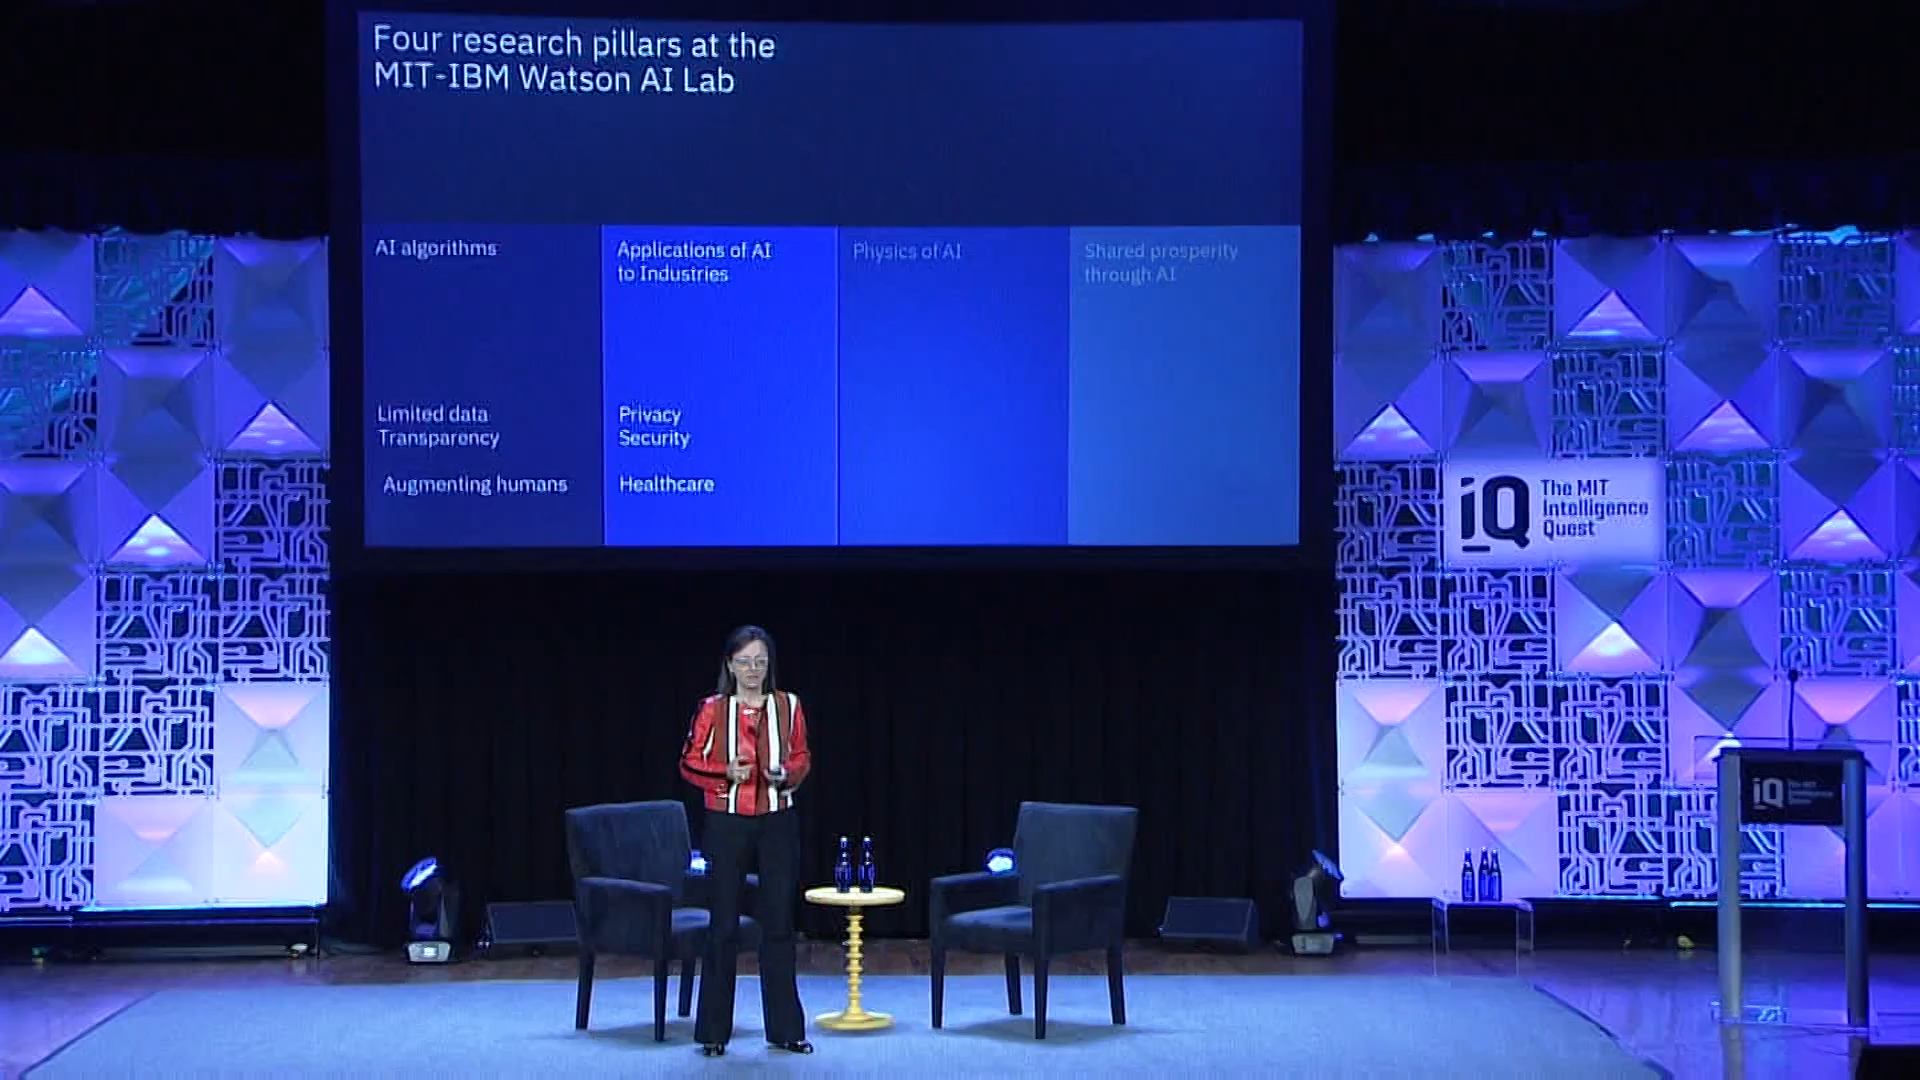 Four research pillars at the
MIT-IBM Watson AI Lab
AI algorithms
Limited data
Transparency
Augmenting humans
Applications of AI
to Industries
Privacy
Security
Healthcare
Physics of AI
Shared prosperity
through AI
iQ
The MIT
Intelligence
Quest
iQ